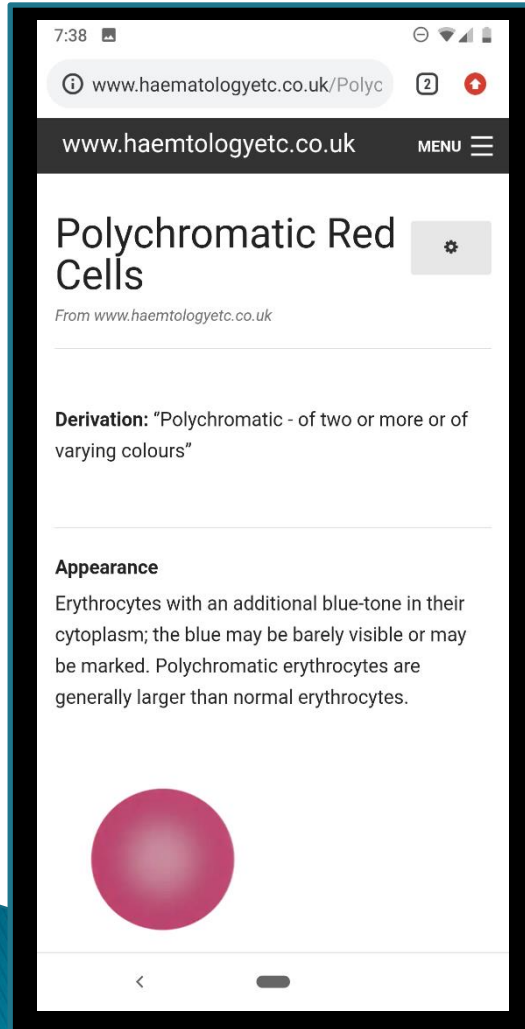 7:38
www.haematologyetc.co.uk/Polyc
2
www.haemtologyetc.co.uk MENU
Polychromatic Red
Cells
From www.haemtologyetc.co.uk
Derivation: “Polychromatic - of two or more or of
varying colours”
Appearance
Erythrocytes with an additional blue-tone in their
cytoplasm; the blue may be barely visible or may
be marked. Polychromatic erythrocytes are
generally larger than normal erythrocytes.